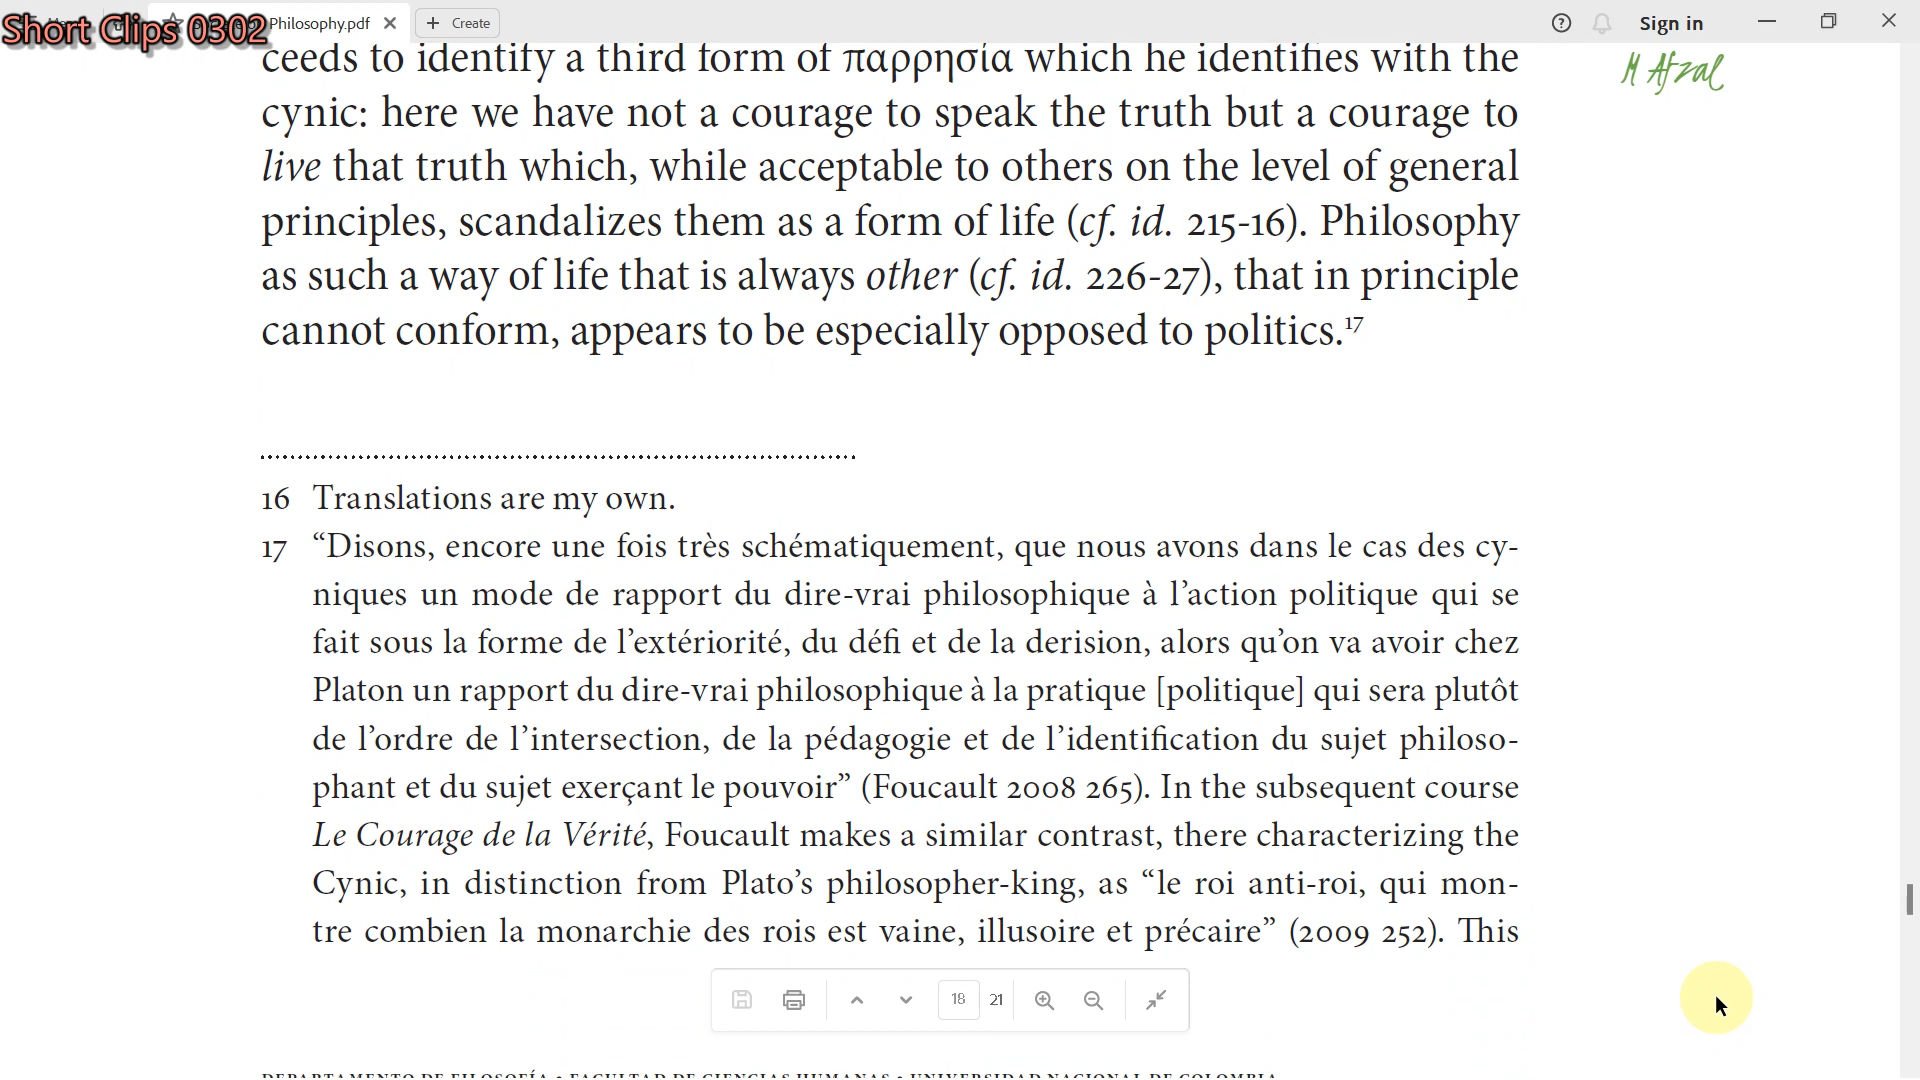 Short Clips 0302
Philosophy.pdf
Create
Sign in
M Afzal
ceeds to identify a third form of παρρησία which he identifies with the
cynic: here we have not a courage to speak the truth but a courage to
live that truth which, while acceptable to others on the level of general
principles, scandalizes them as a form of life (cf. id. 215-16). Philosophy
as such a way of life that is always other (cf. id. 226-27), that in principle
cannot conform, appears to be especially opposed to politics.17
16 Translations are my own.
17 “Disons, encore une fois très schématiquement, que nous avons dans le cas des cy-
niques un mode de rapport du dire-vrai philosophique à l’action politique qui se
fait sous la forme de l’extériorité, du défi et de la derision, alors qu’on va avoir chez
Platon un rapport du dire-vrai philosophique à la pratique [politique] qui sera plutôt
de l’ordre de l’intersection, de la pédagogie et de l’identification du sujet philoso-
phant et du sujet exerçant le pouvoir” (Foucault 2008 265). In the subsequent course
Le Courage de la Vérité, Foucault makes a similar contrast, there characterizing the
Cynic, in distinction from Plato’s philosopher-king, as “le roi anti-roi, qui mon-
tre combien la monarchie des rois est vaine, illusoire et précaire” (2009 252). This
18 21
DEPARTAMENTO DE FILOSOFÍA • FACULTAD DE CIENCIAS HUMANAS • UNIVERSIDAD NACIONAL DE COLOMBIA